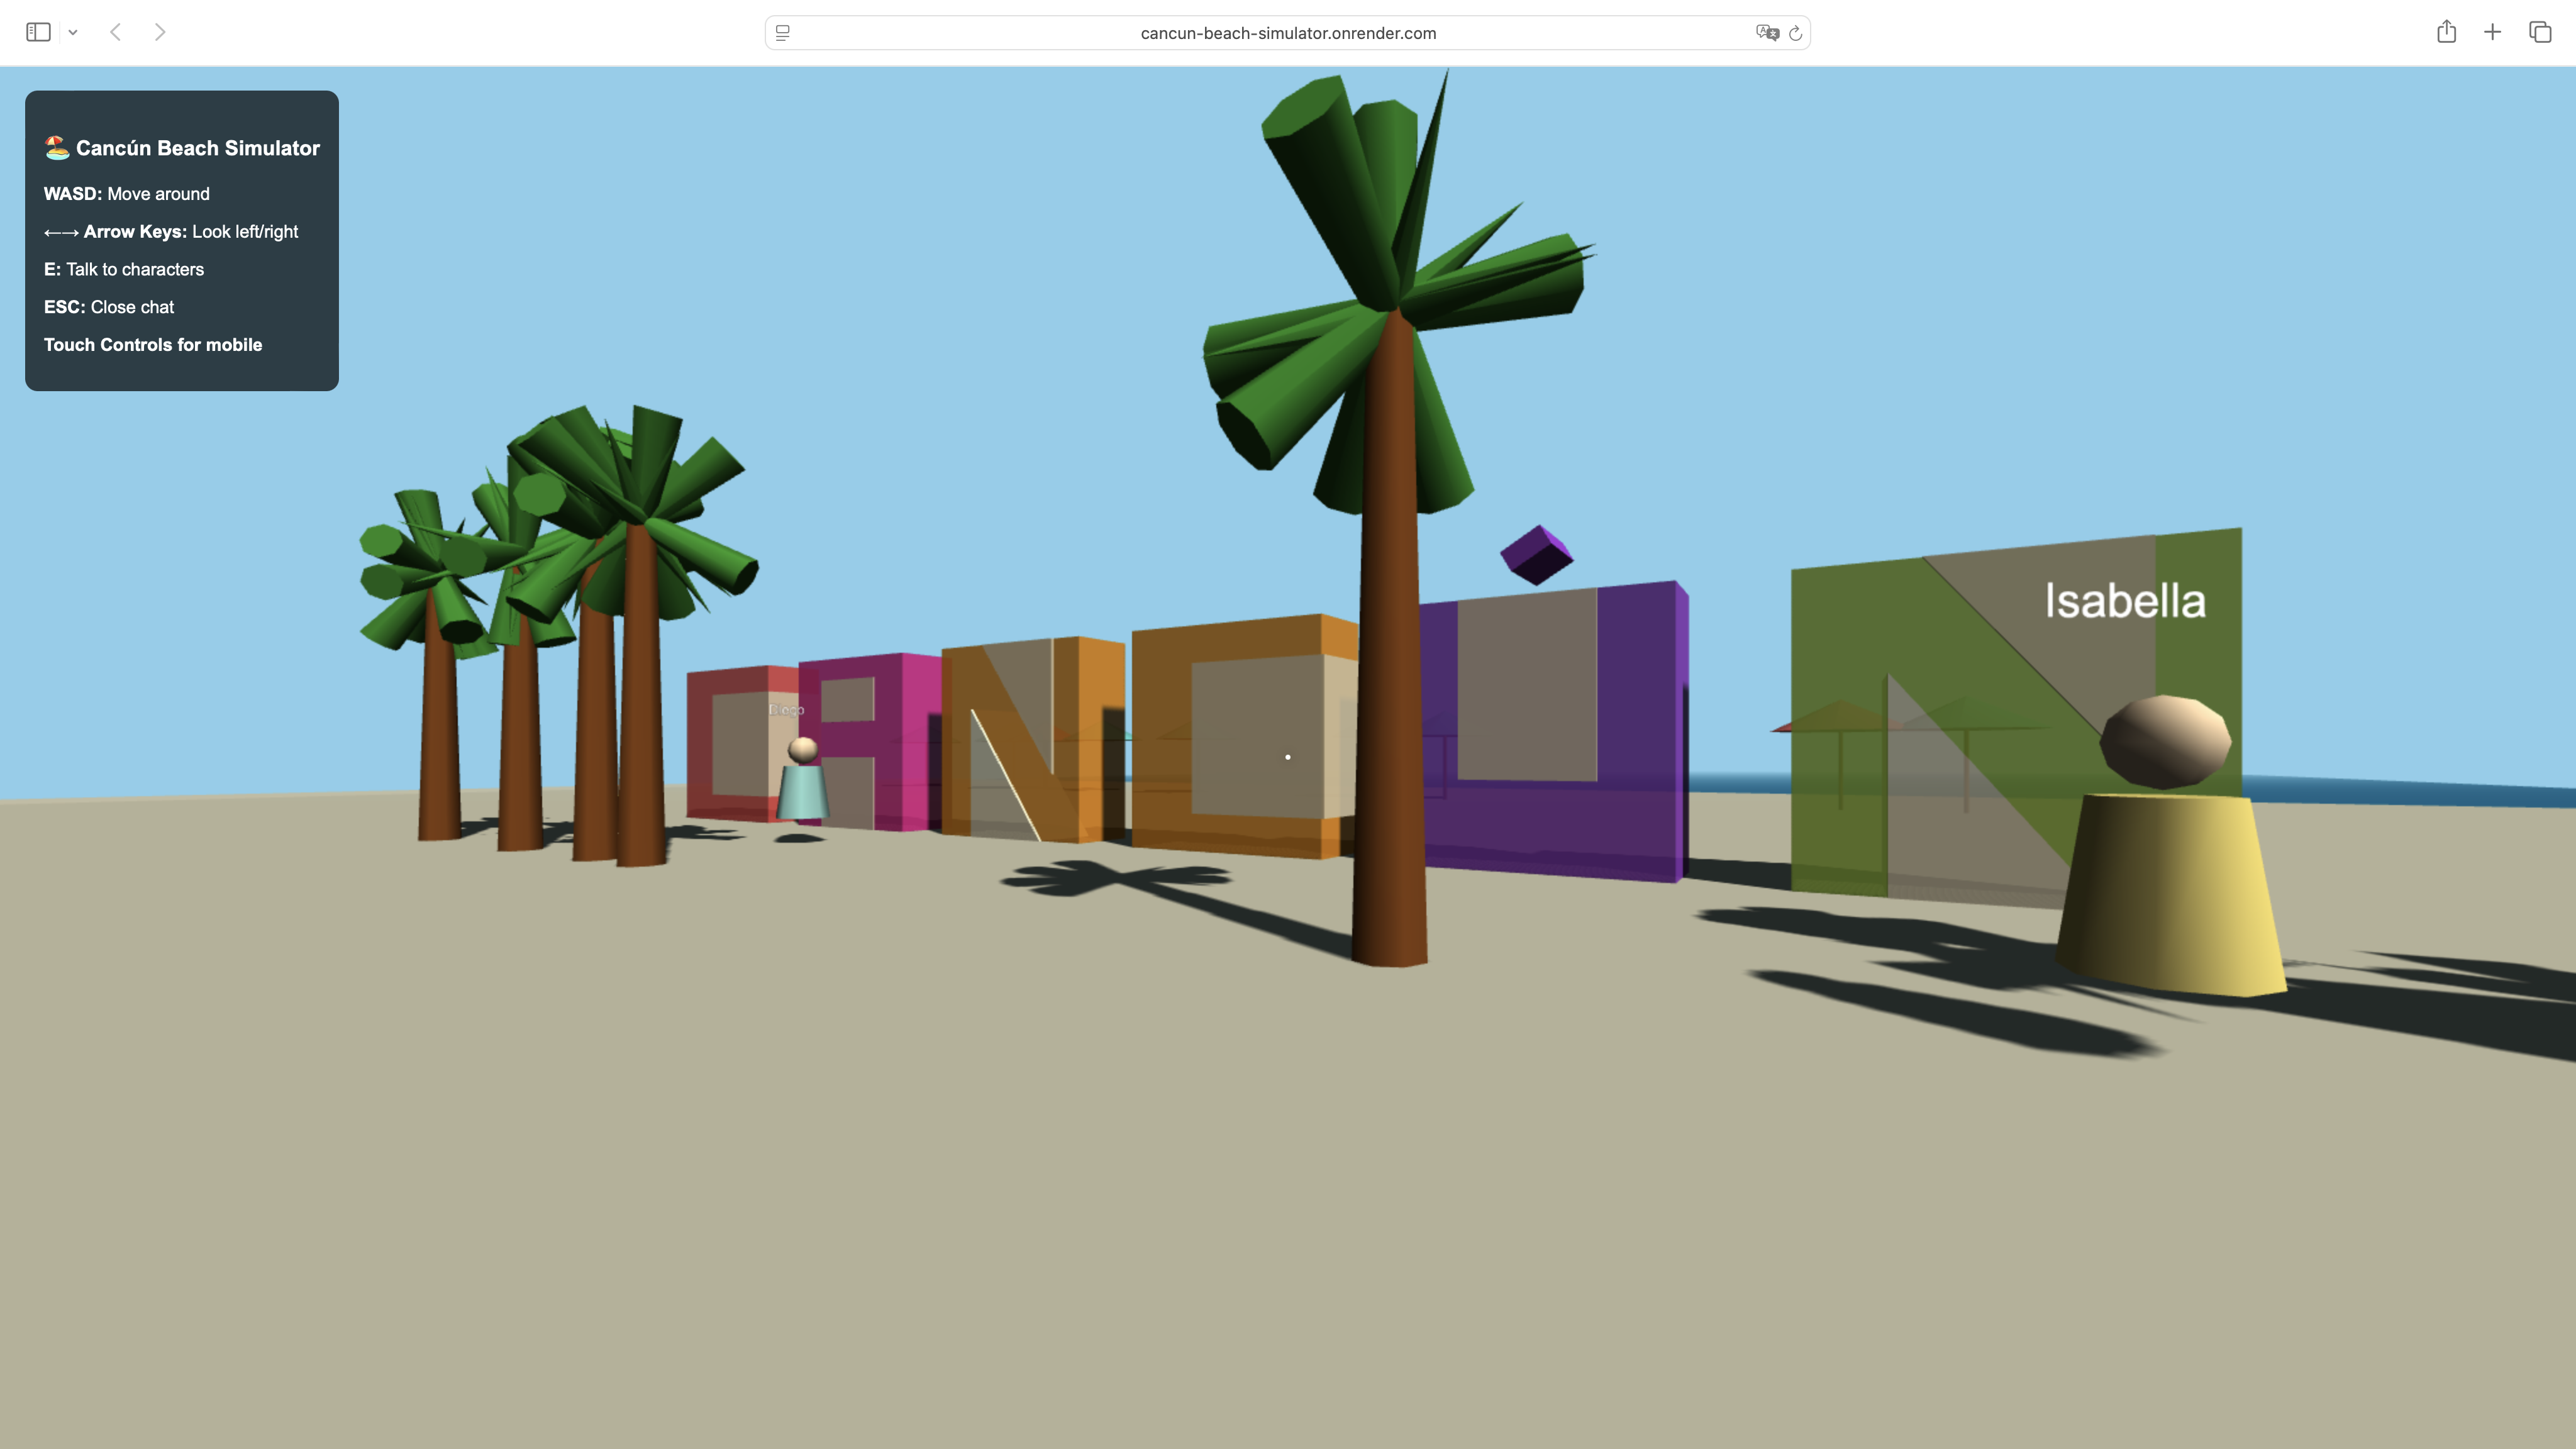 cancun-beach-simulator.onrender.com
🏖️ Cancún Beach Simulator
WASD: Move around
←→ Arrow Keys: Look left/right
E: Talk to characters
ESC: Close chat
Touch Controls for mobile
CANCÚN
Isabella
Diego